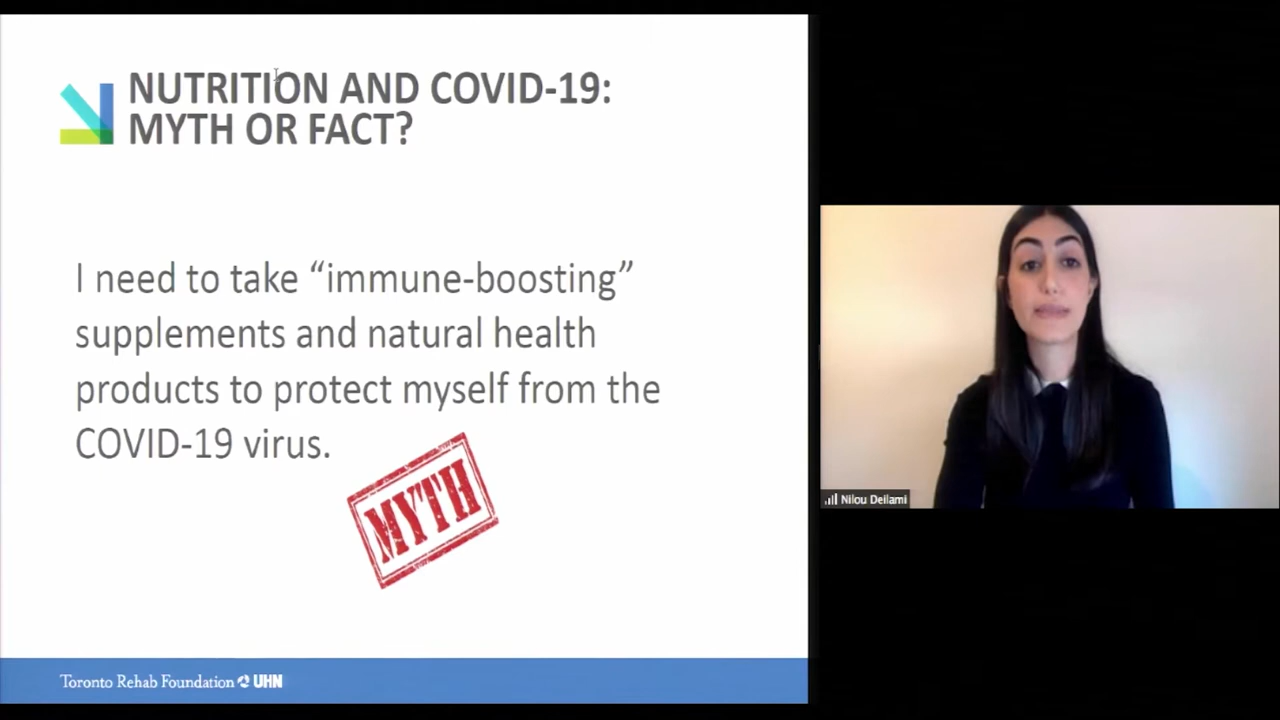 NUTRITION AND COVID-19:
MYTH OR FACT?
I need to take “immune-boosting”
supplements and natural health
products to protect myself from the
COVID-19 virus.
MYTH
Nilou Deilami
Toronto Rehab Foundation UHN